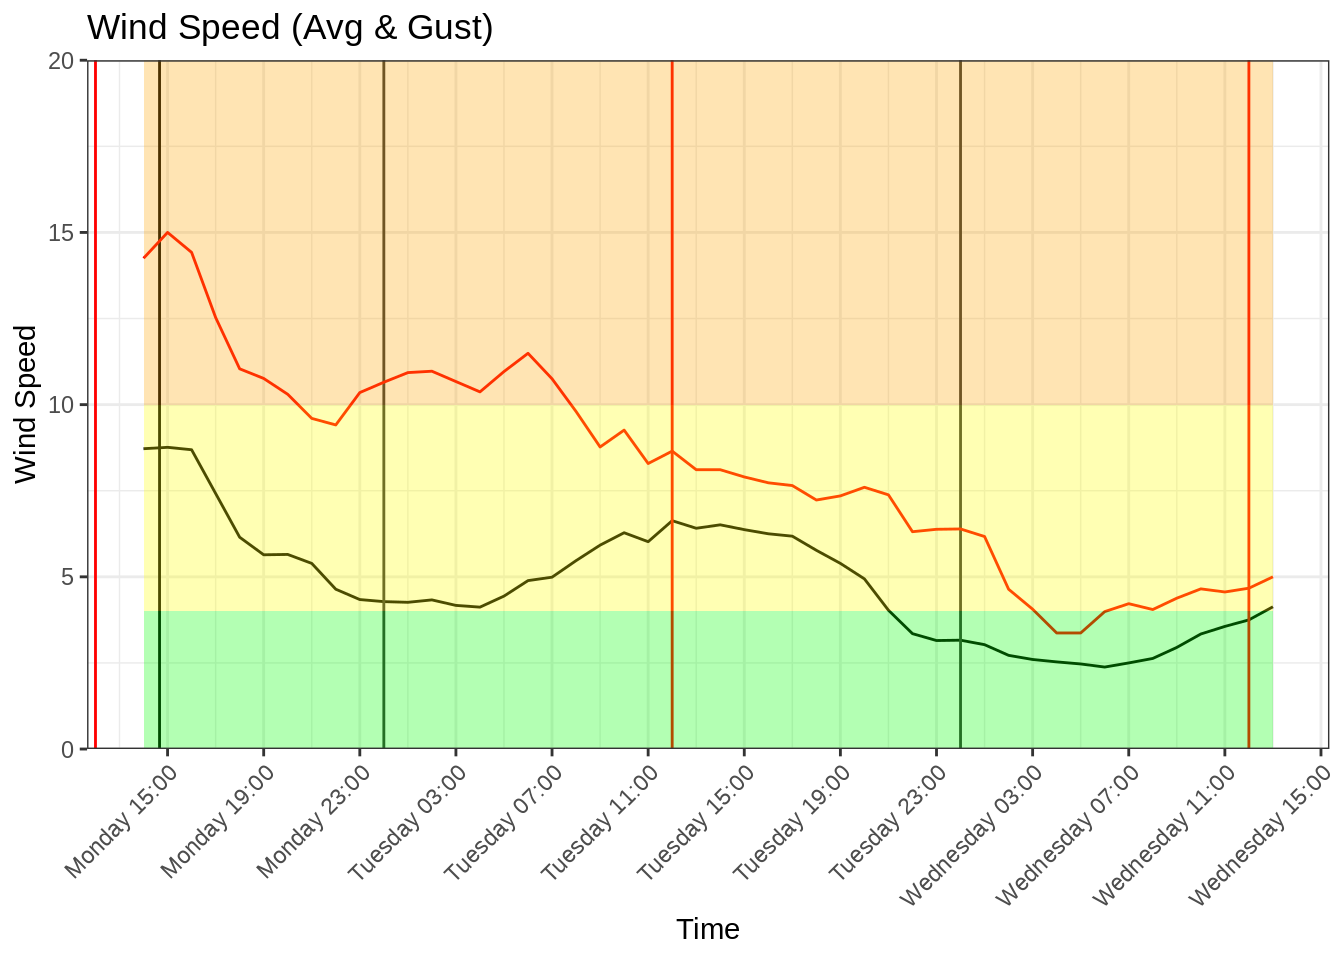 Wind Speed (Avg & Gust)
20
15
10
5
0
Wind Speed
Monday 15:00
Monday 19:00
Monday 23:00
Tuesday 03:00
Tuesday 07:00
Tuesday 11:00
Tuesday 15:00
Tuesday 19:00
Tuesday 23:00
Wednesday 03:00
Wednesday 07:00
Wednesday 11:00
Wednesday 15:00
Time